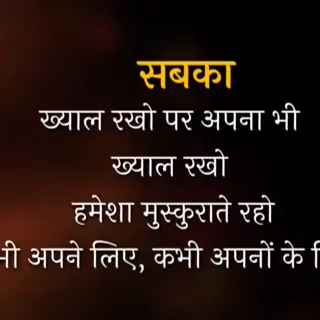 सबका
ख्याल रखो पर अपना भी
ख्याल रखो
हमेशा मुस्कुराते रहो
अपने लिए, कभी अपनों के